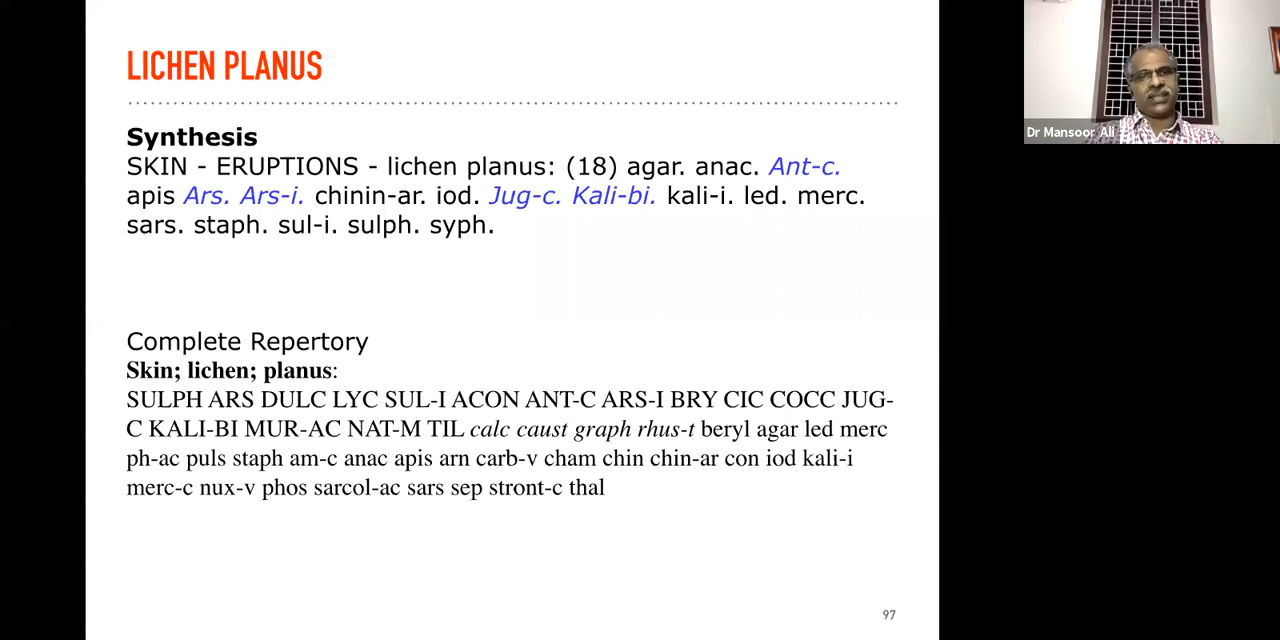 LICHEN PLANUS
Synthesis
SKIN - ERUPTIONS - lichen planus: (18) agar. anac. Ant-c.
apis Ars. Ars-i. chinin-ar. iod. Jug-c. Kali-bi. kali-i. led. merc.
sars. staph. sul-i. sulph. syph.
Complete Repertory
Skin; lichen; planus:
SULPH ARS DULC LYC SUL-I ACON ANT-C ARS-I BRY CIC COCC JUG-
C KALI-BI MUR-AC NAT-M TIL calc caust graph rhus-t beryl agar led merc
ph-ac puls staph am-c anac apis arn carb-v cham chin chin-ar con iod kali-i
merc-c nux-v phos sarcol-ac sars sep stront-c thal
97
Dr Mansoor Ali